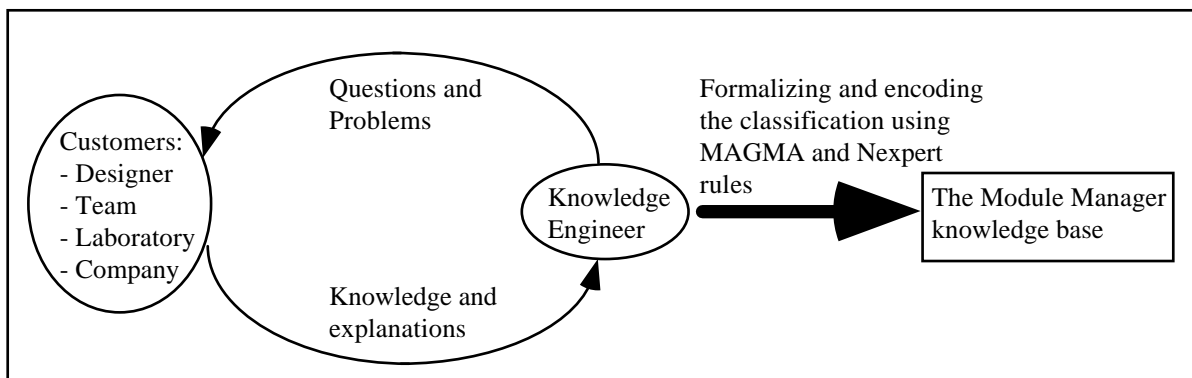 Customers:
- Designer
- Team
- Laboratory
- Company
Questions and
Problems
Knowledge and
explanations
Knowledge
Engineer
Formalizing and encoding
the classification using
MAGMA and Nexpert
rules
The Module Manager
knowledge base